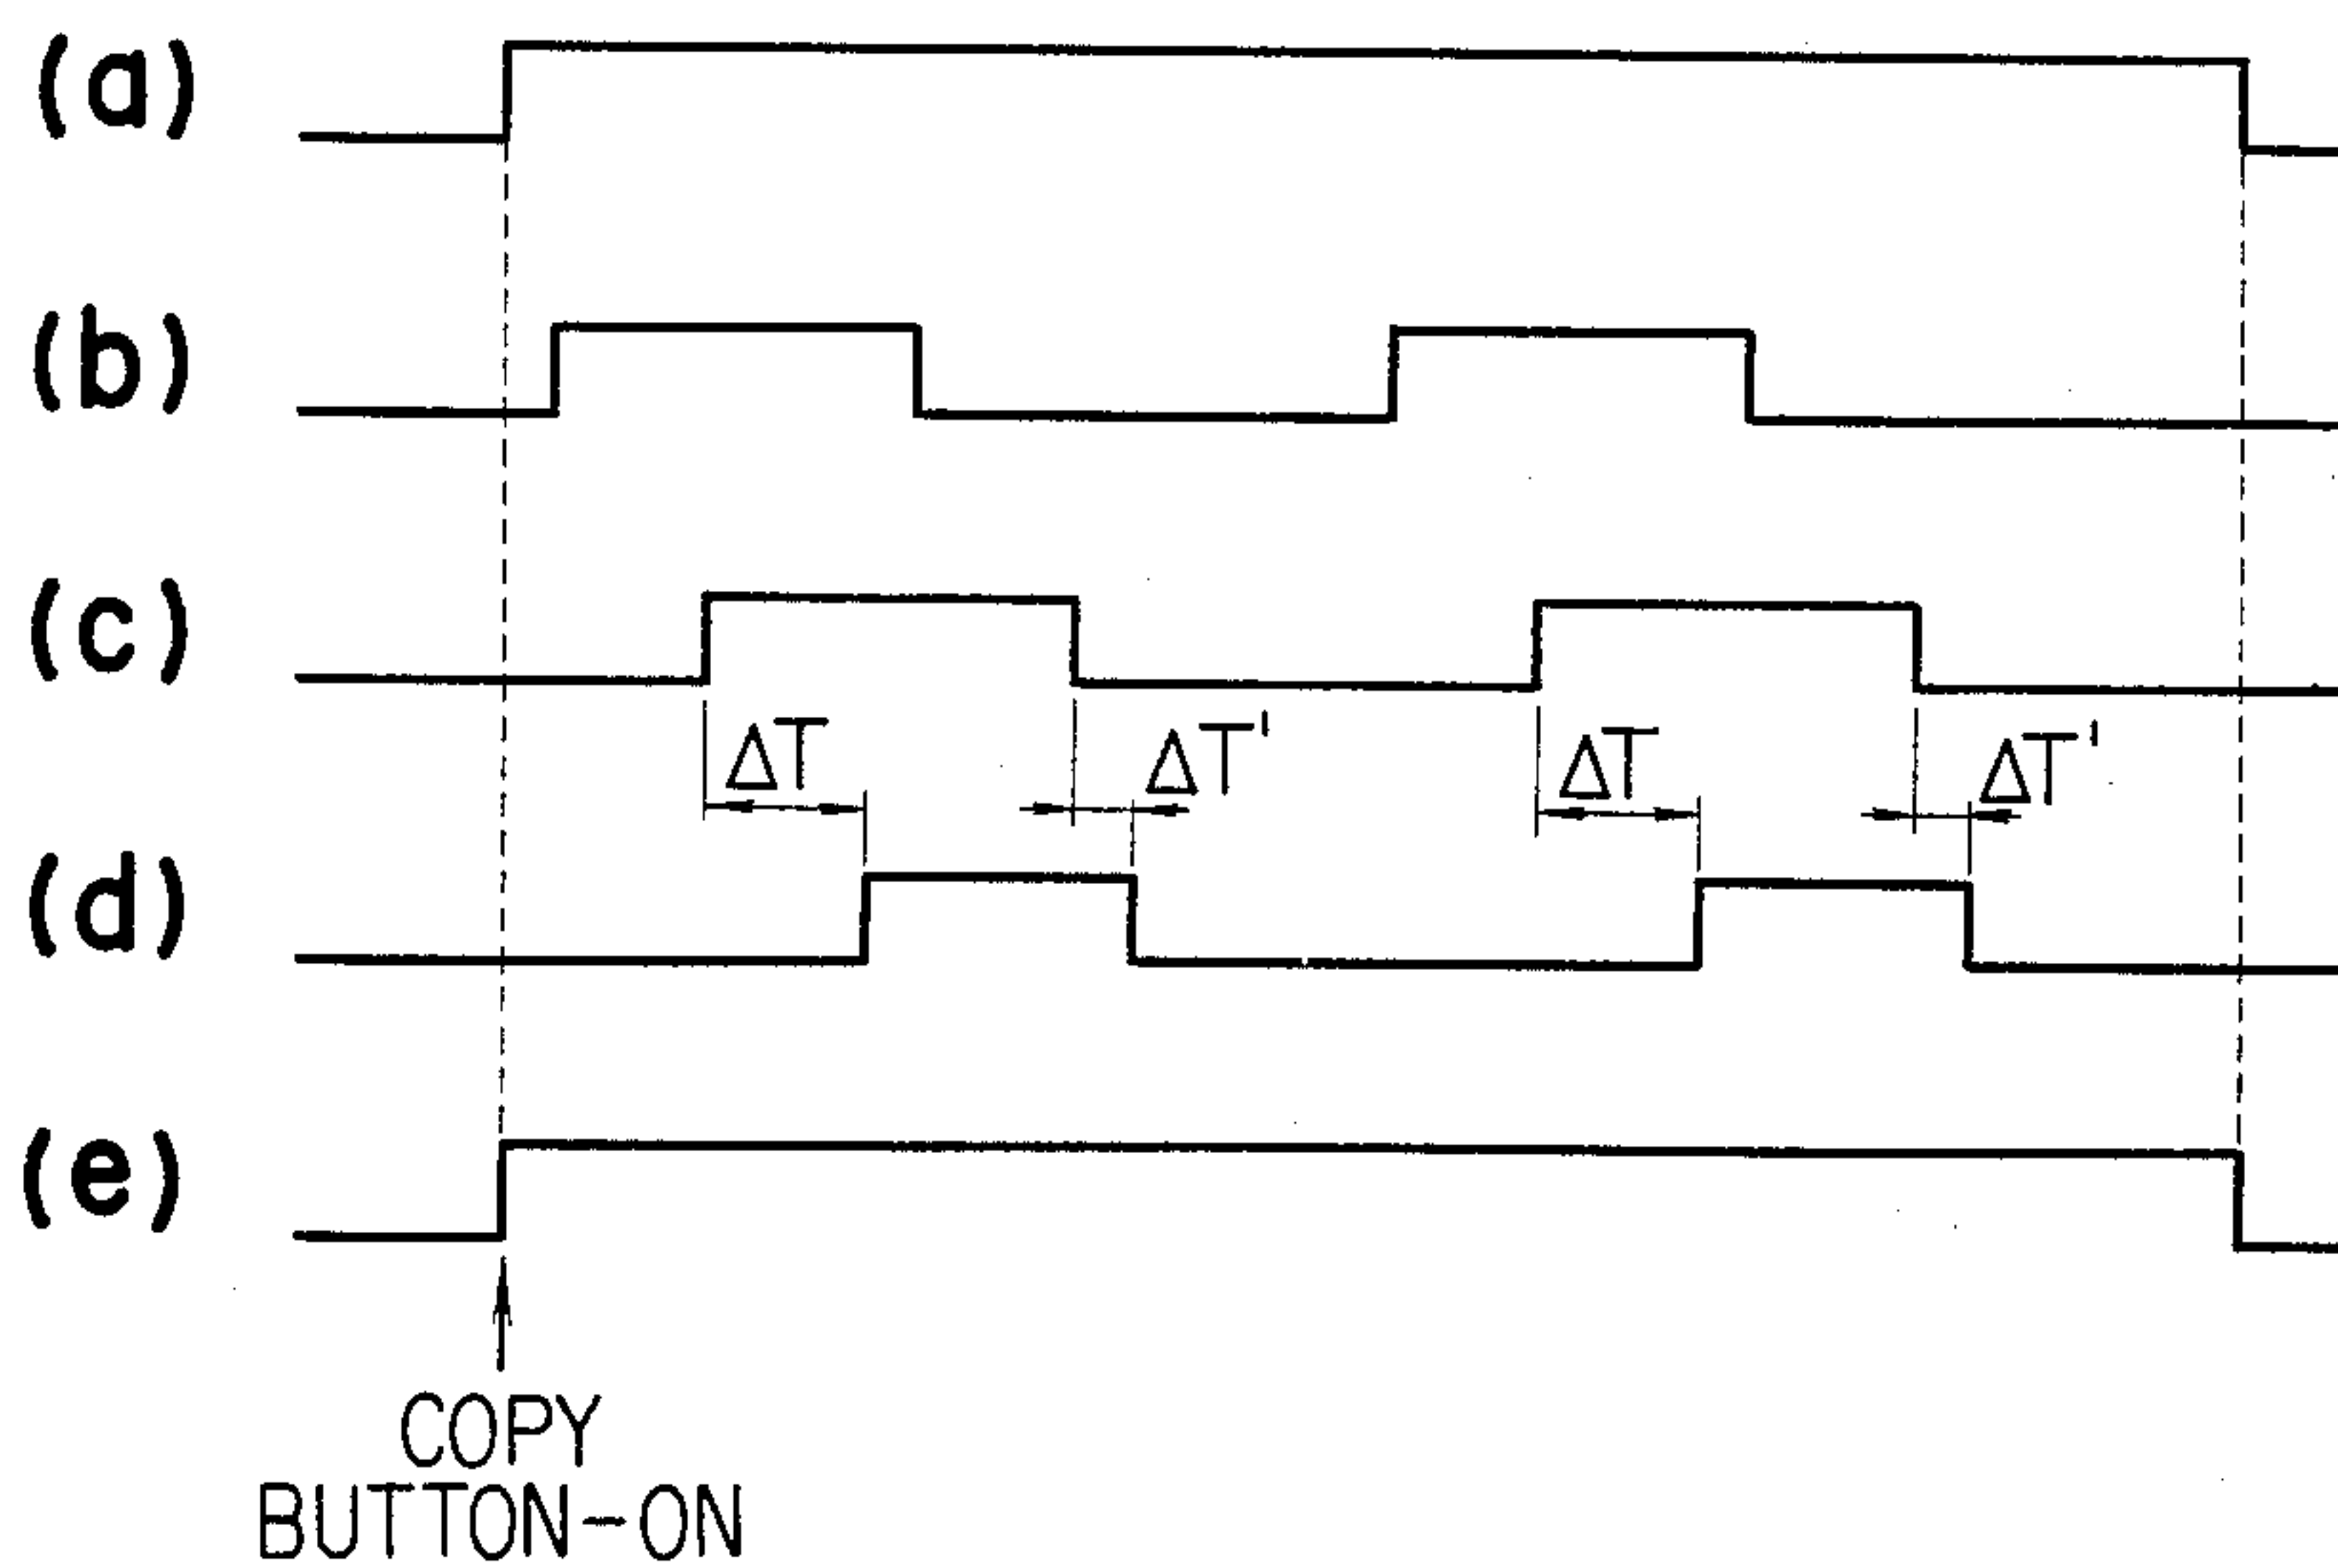 (a)
(b)
(c)
ΔT ΔT' ΔT ΔT'
(d)
(e)
COPY
BUTTON-ON